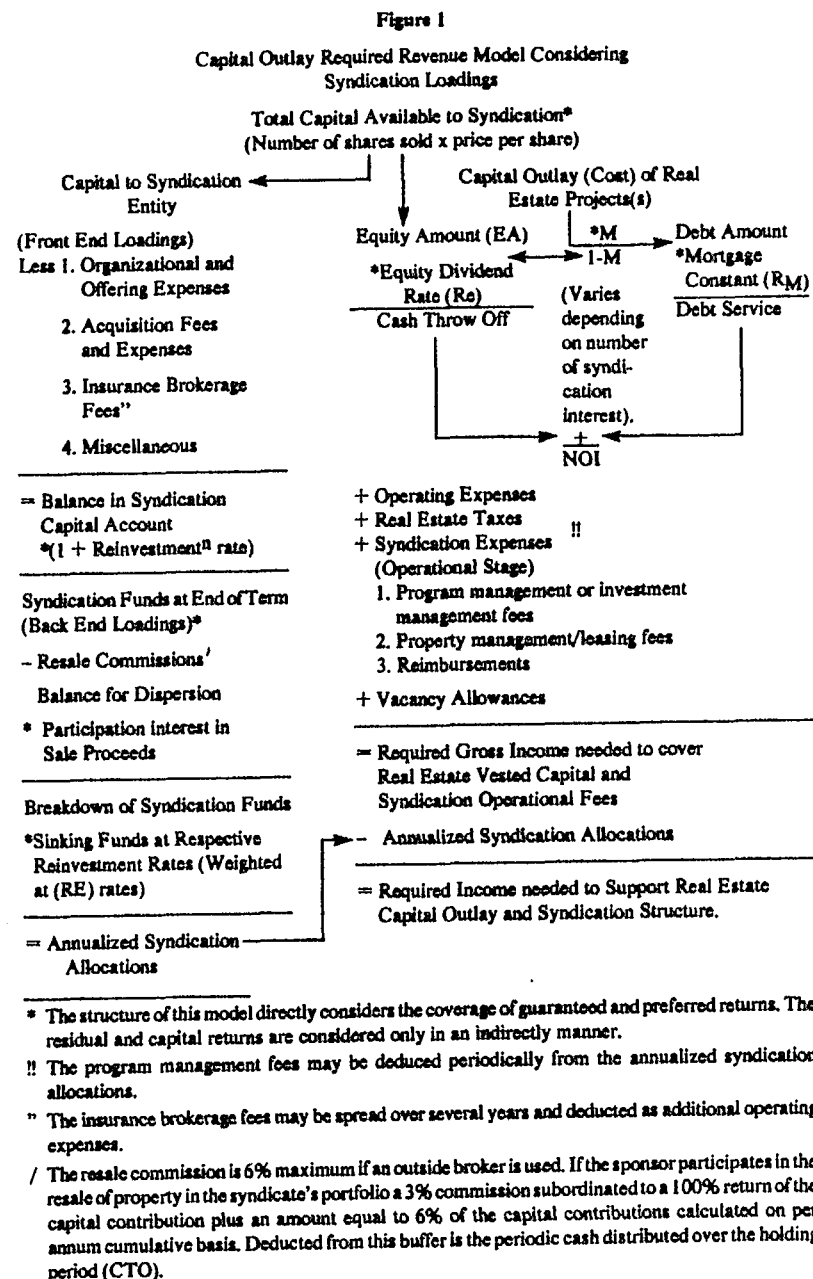 Figure 1
Capital Outlay Required Revenue Model Considering
Syndication Loadings
Total Capital Available to Syndication*
(Number of shares sold x price per share)
Capital to Syndication
Entity
(Front End Loadings)
Less 1. Organizational and
Offering Expenses
2. Acquisition Fees
and Expenses
3. Insurance Brokerage
Fees"
4. Miscellaneous
= Balance in Syndication
Capital Account
*(1 + Reinvestmentⁿ rate)
Syndication Funds at End of Term
(Back End Loadings)*
- Resale Commissions/
Balance for Dispersion
* Participation interest in
Sale Proceeds
Breakdown of Syndication Funds
*Sinking Funds at Respective
Reinvestment Rates (Weighted
at (RE) rates)
= Annualized Syndication
Allocations
Capital Outlay (Cost) of Real
Estate Projects(s)
Equity Amount (EA)
*Equity Dividend
Rate (Re)
Cash Throw Off
*M
1-M
(Varies
depending
on number
of syndi-
cation
interest).
Debt Amount
*Mortgage
Constant (RM)
Debt Service
+
NOI
+ Operating Expenses
+ Real Estate Taxes
+ Syndication Expenses !!
(Operational Stage)
1. Program management or investment
management fees
2. Property management/leasing fees
3. Reimbursements
+ Vacancy Allowances
= Required Gross Income needed to cover
Real Estate Vested Capital and
Syndication Operational Fees
- Annualized Syndication Allocations
= Required Income needed to Support Real Estate
Capital Outlay and Syndication Structure.
* The structure of this model directly considers the coverage of guaranteed and preferred returns. The
residual and capital returns are considered only in an indirectly manner.
!! The program management fees may be deduced periodically from the annualized syndication
allocations.
" The insurance brokerage fees may be spread over several years and deducted as additional operating
expenses.
/ The resale commission is 6% maximum if an outside broker is used. If the sponsor participates in the
resale of property in the syndicate's portfolio a 3% commission subordinated to a 100% return of the
capital contribution plus an amount equal to 6% of the capital contributions calculated on per
annum cumulative basis. Deducted from this buffer is the periodic cash distributed over the holding
period (CTO).